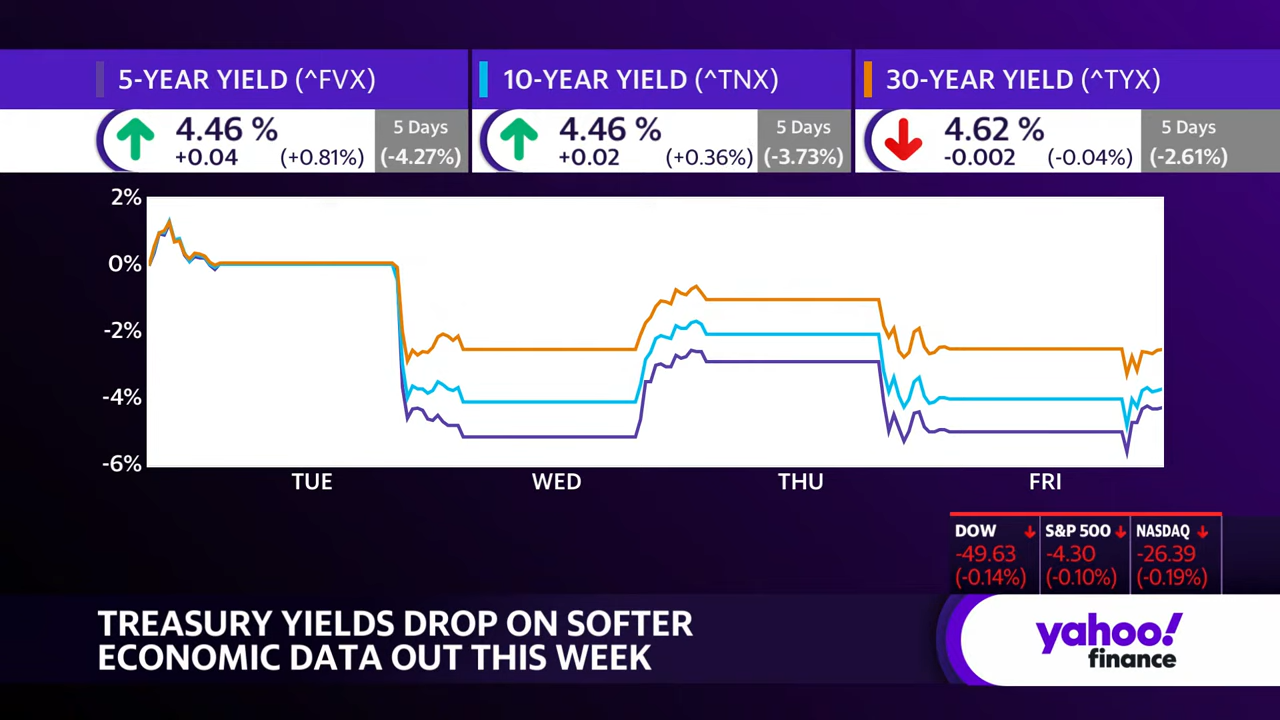 5-YEAR YIELD (^FVX)
4.46 %
+0.04 (+0.81%)
5 Days
(-4.27%)
10-YEAR YIELD (^TNX)
4.46 %
+0.02 (+0.36%)
5 Days
(-3.73%)
30-YEAR YIELD (^TYX)
4.62 %
-0.002 (-0.04%)
5 Days
(-2.61%)
2%
0%
-2%
-4%
-6%
TUE WED THU FRI
DOW
-49.63
(-0.14%)
S&P 500
-4.30
(-0.10%)
NASDAQ
-26.39
(-0.19%)
TREASURY YIELDS DROP ON SOFTER
ECONOMIC DATA OUT THIS WEEK
yahoo!
finance